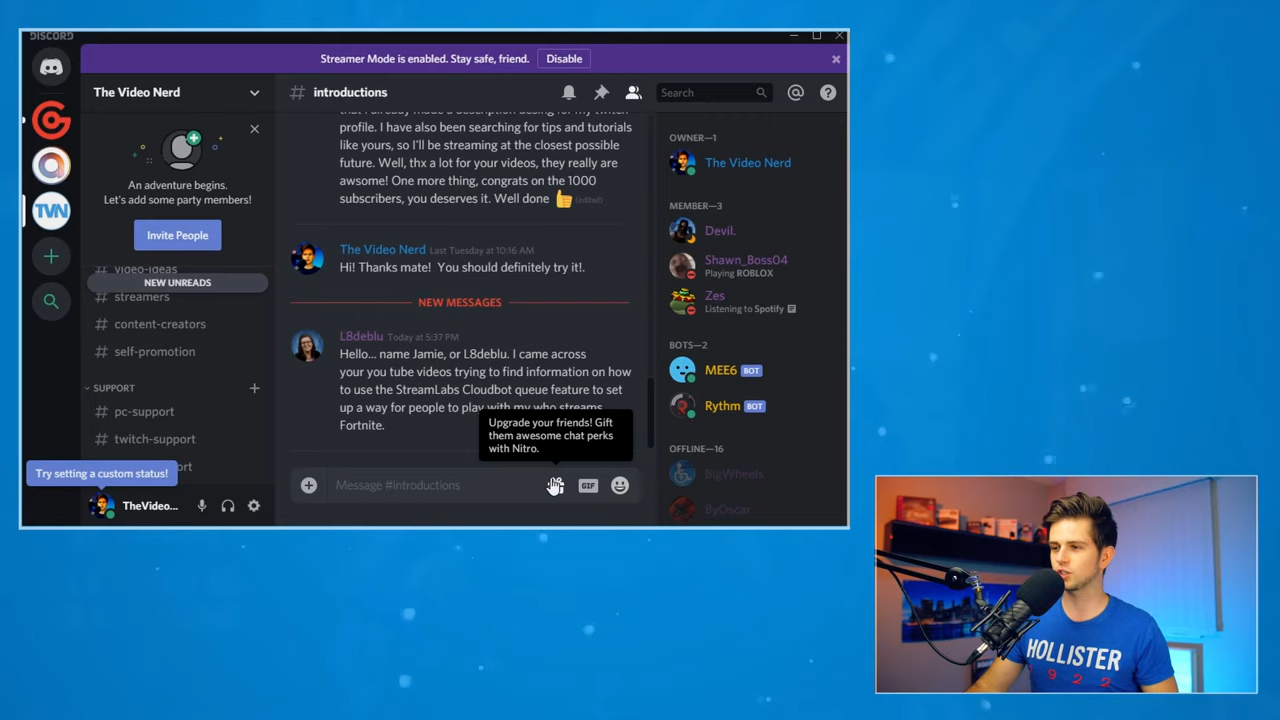 DISCORD
Streamer Mode is enabled. Stay safe, friend.
Disable
The Video Nerd
An adventure begins.
Let's add some party members!
Invite People
video-ideas
NEW UNREADS
# streamers
# content-creators
# self-promotion
SUPPORT
# pc-support
# twitch-support
Try setting a custom status!
TheVideo...
TVN
# introductions
Search
profile. I have also been searching for tips and tutorials
like yours, so I'll be streaming at the closest possible
future. Well, thx a lot for your videos, they really are
awsome! One more thing, congrats on the 1000
subscribers, you deserves it. Well done 👍 (edited)
The Video Nerd Last Tuesday at 10:16 AM
Hi! Thanks mate! You should definitely try it!.
NEW MESSAGES
L8deblu Today at 5:37 PM
Hello... name Jamie, or L8deblu. I came across
your you tube videos trying to find information on how
to use the StreamLabs Cloudbot queue feature to set
up a way for people to play with my who streams
Fortnite.
Upgrade your friends! Gift
them awesome chat perks
with Nitro.
Message #introductions
GIF
OWNER—1
The Video Nerd
MEMBER—3
Devil.
Shawn_Boss04
Playing ROBLOX
Zes
Listening to Spotify
BOTS—2
MEE6 BOT
Rythm BOT
OFFLINE—16
BigWheels
ByOscar
HOLLISTER
922